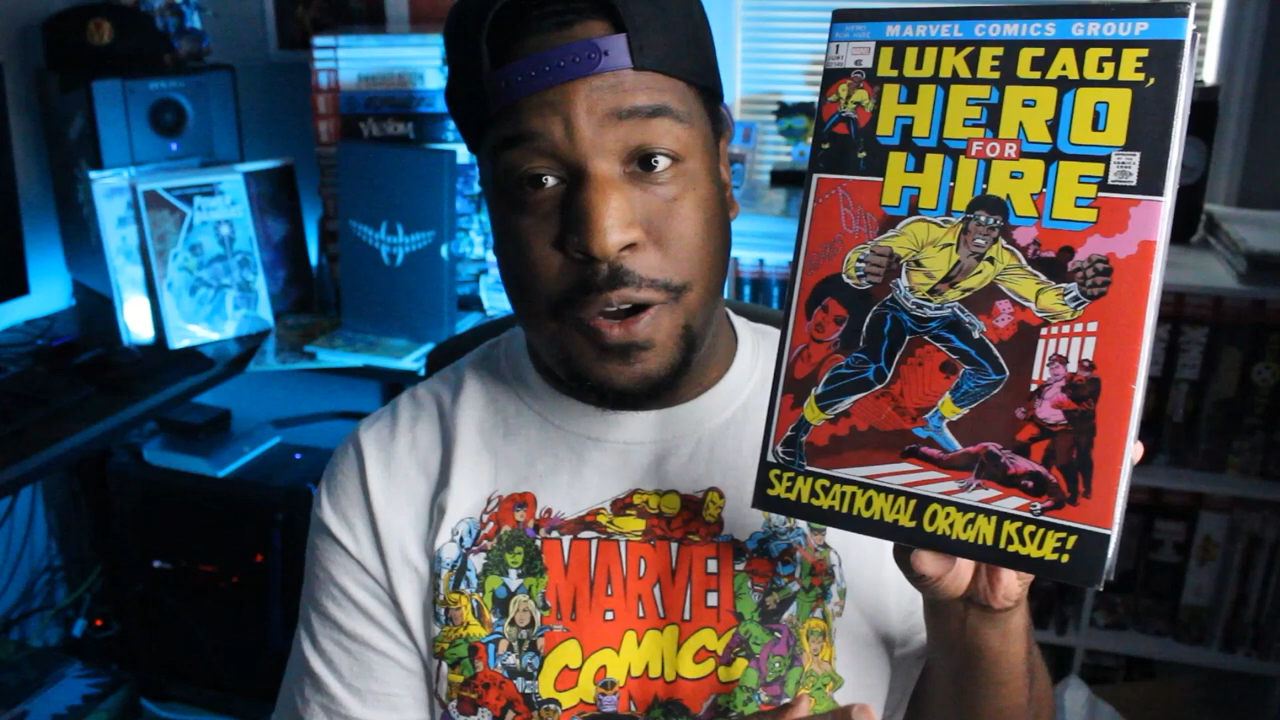 MARVEL COMICS GROUP
1
LUKE CAGE,
HERO
FOR
HIRE
SENSATIONAL ORIGIN ISSUE!
VENOM
MARVEL
COMICS